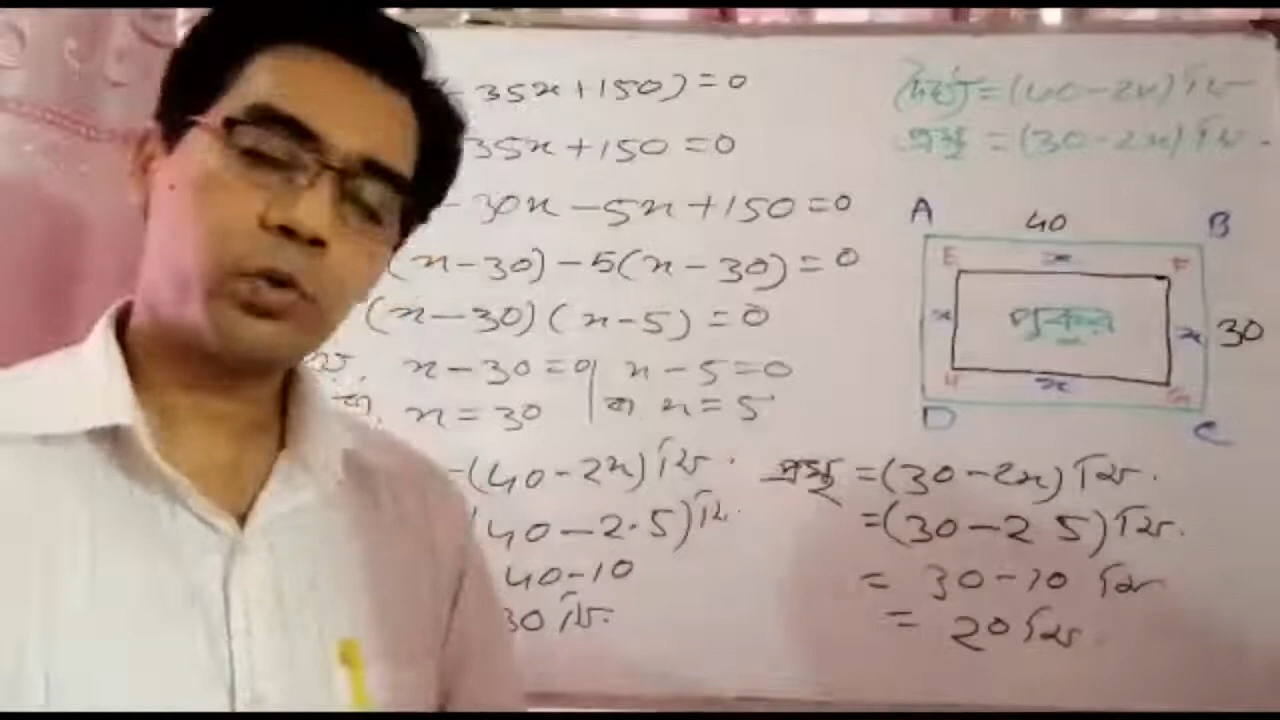 35x+150)=0
35x+150=0
-30x-5x+150=0
(x-30)-5(x-30)=0
(x-30)(x-5)=0
x-30=0 | x-5=0
x=30 | বা x=5
=(40-2x) মি.
(40-2.5) মি.
40-10
30 মি.
প্রস্থ =(30-2x) মি.
=(30-2 5) মি.
= 30-10 মি
= 20 মি.
দৈর্ঘ্য =(40-2x) মি
প্রস্থ =(30-2x) মি.
A 40 B
E x F
x পুকুর x 30
H x G
D C